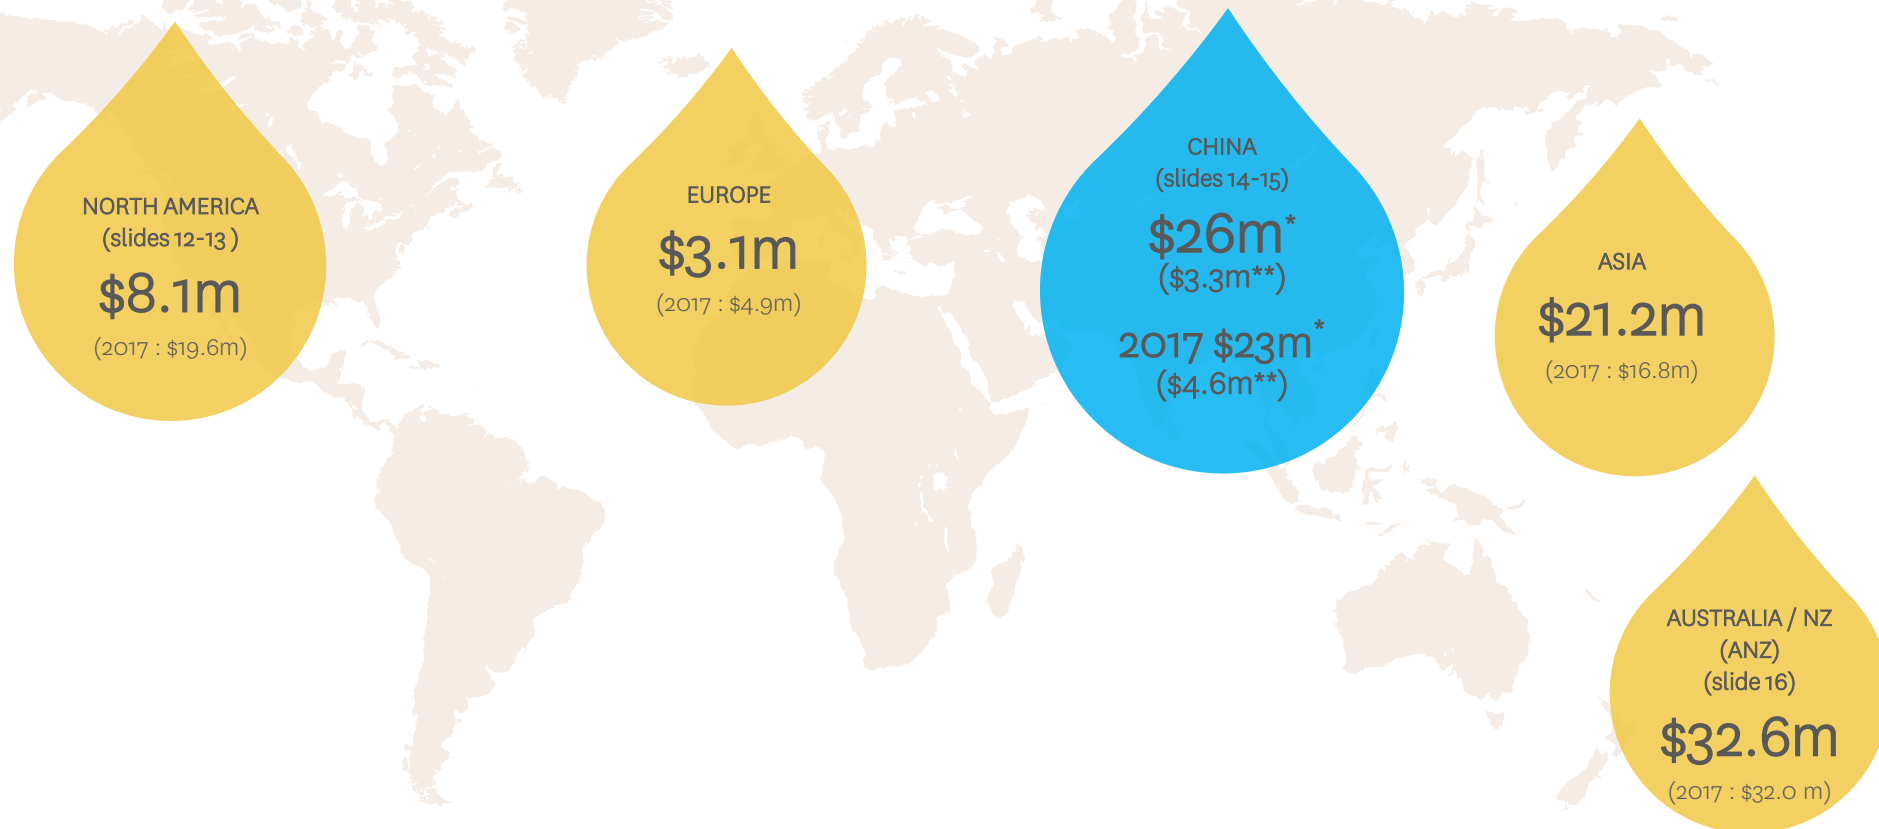 NORTH AMERICA
(slides 12-13 )
$8.1m
(2017 : $19.6m)
EUROPE
$3.1m
(2017 : $4.9m)
CHINA
(slides 14-15)
$26m*
($3.3m**)
2017 $23m*
($4.6m**)
ASIA
$21.2m
(2017 : $16.8m)
AUSTRALIA / NZ
(ANZ)
(slide 16)
$32.6m
(2017 : $32.0 m)